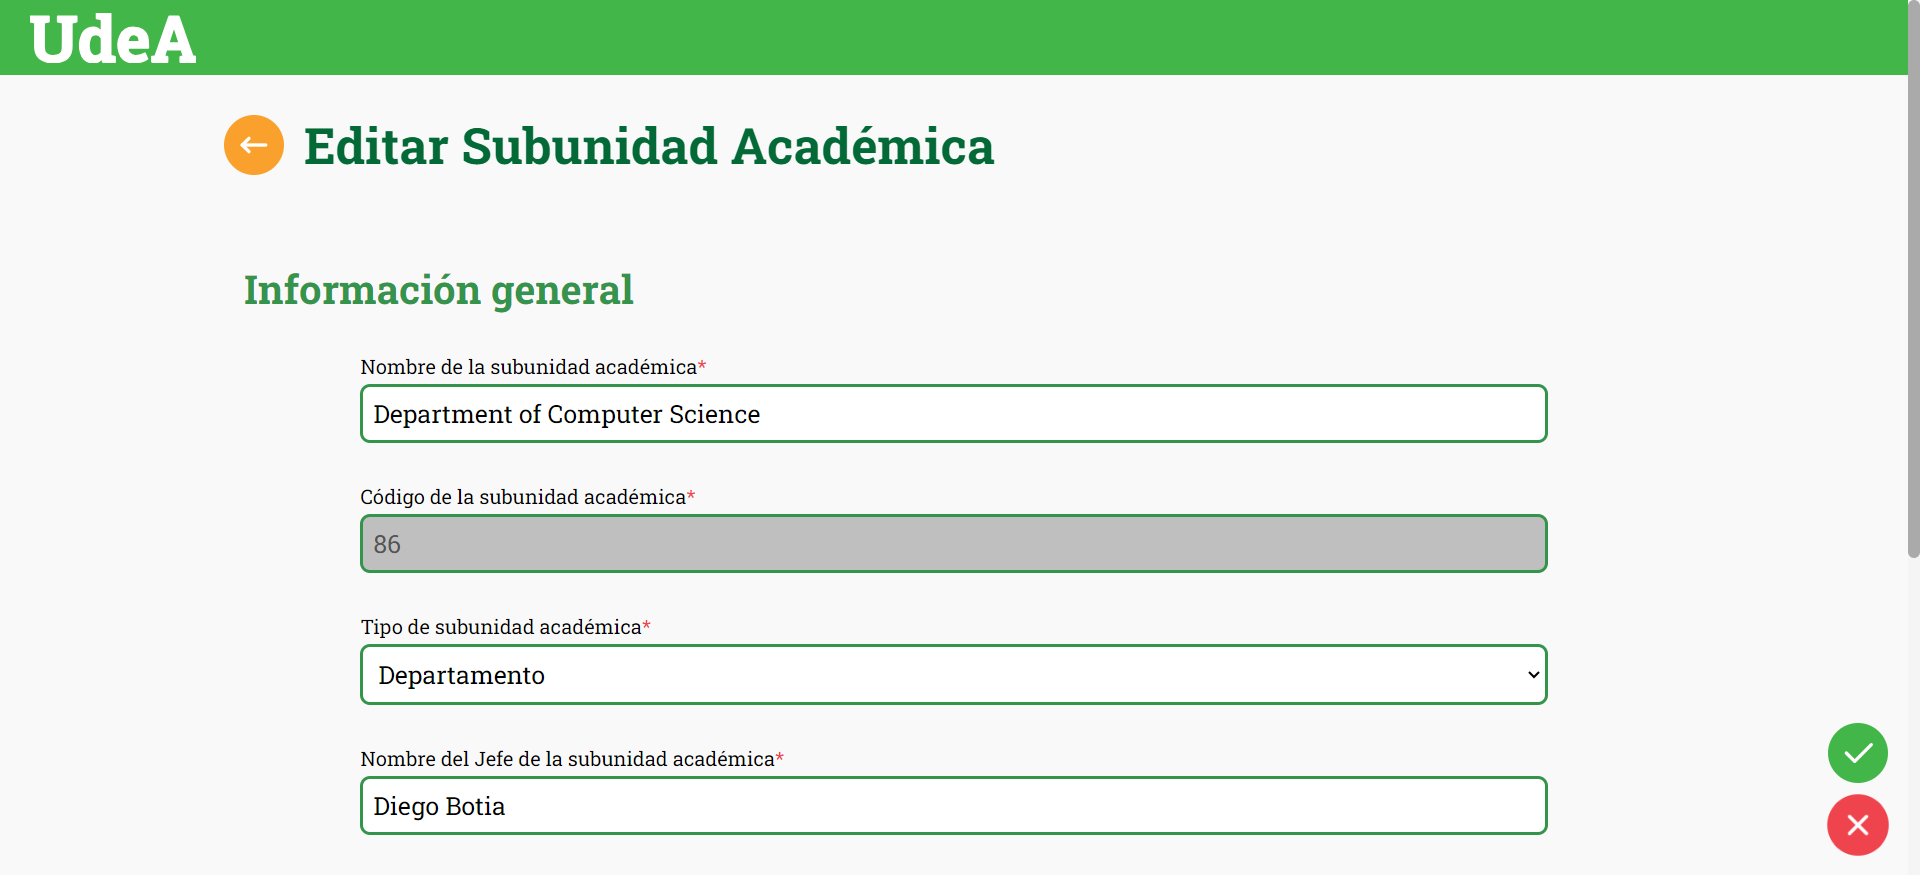 UdeA
Editar Subunidad Académica
Información general
Nombre de la subunidad académica*
Department of Computer Science
Código de la subunidad académica*
86
Tipo de subunidad académica*
Departamento
Nombre del Jefe de la subunidad académica*
Diego Botia